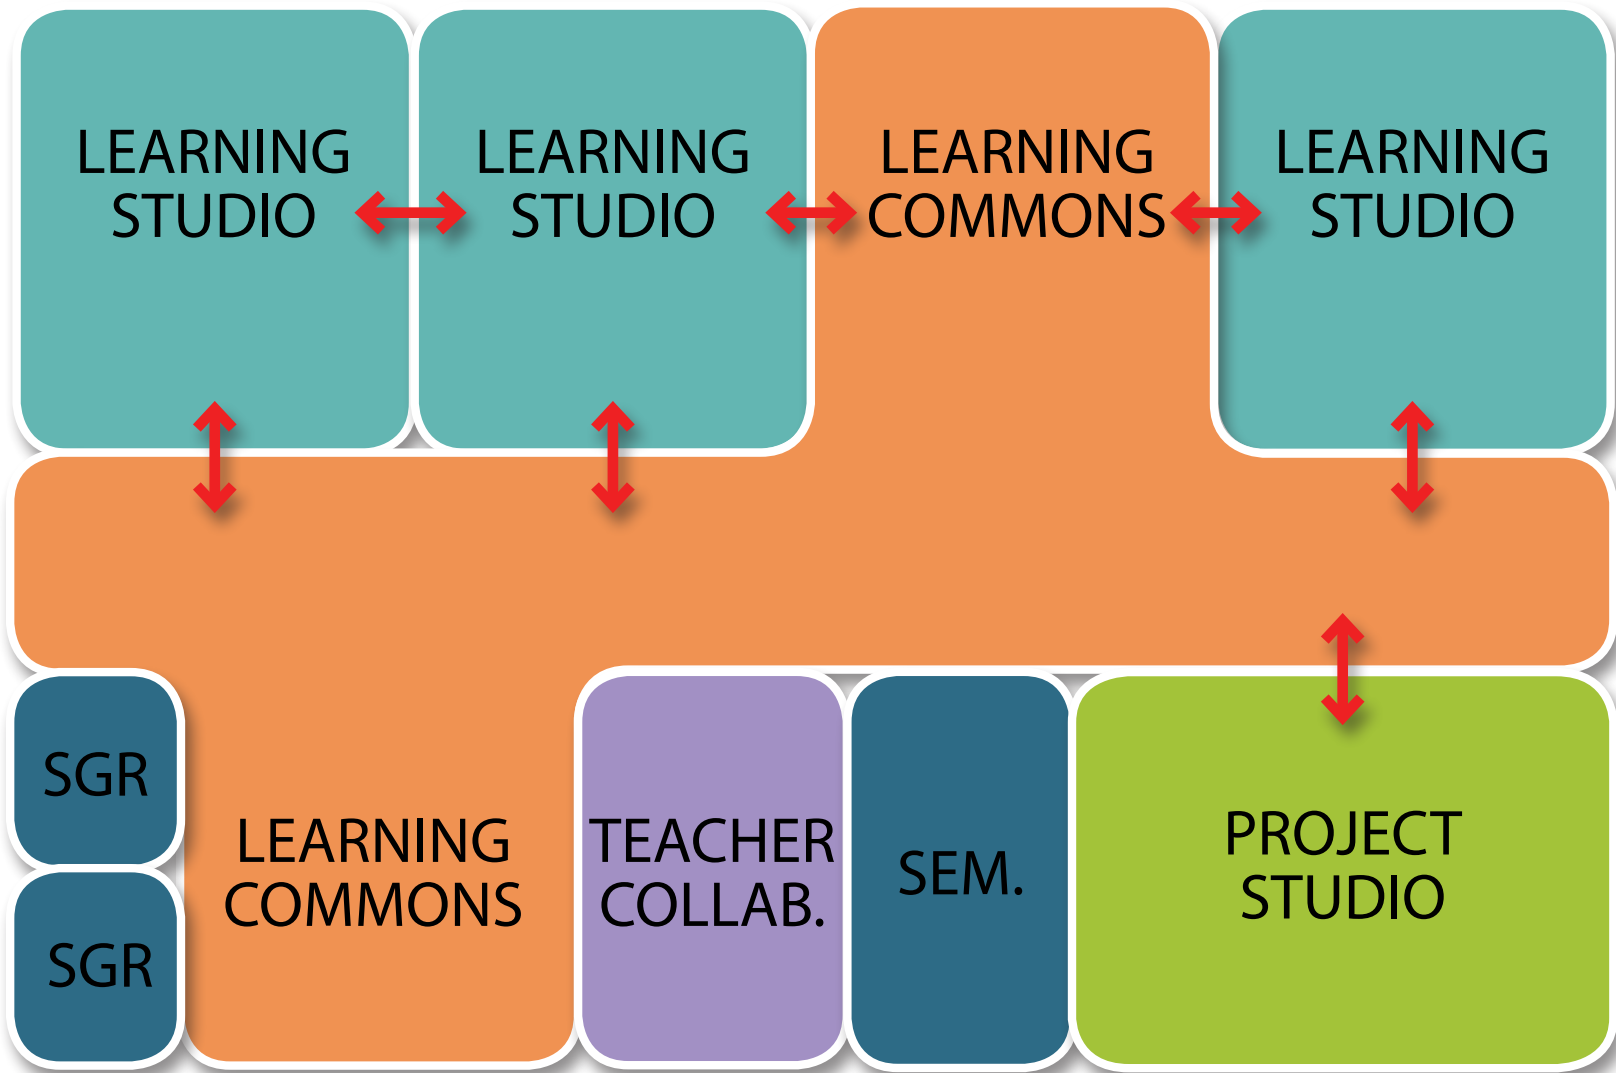 LEARNING
STUDIO
LEARNING
STUDIO
LEARNING
COMMONS
LEARNING
STUDIO
SGR
SGR
LEARNING
COMMONS
TEACHER
COLLAB.
SEM.
PROJECT
STUDIO